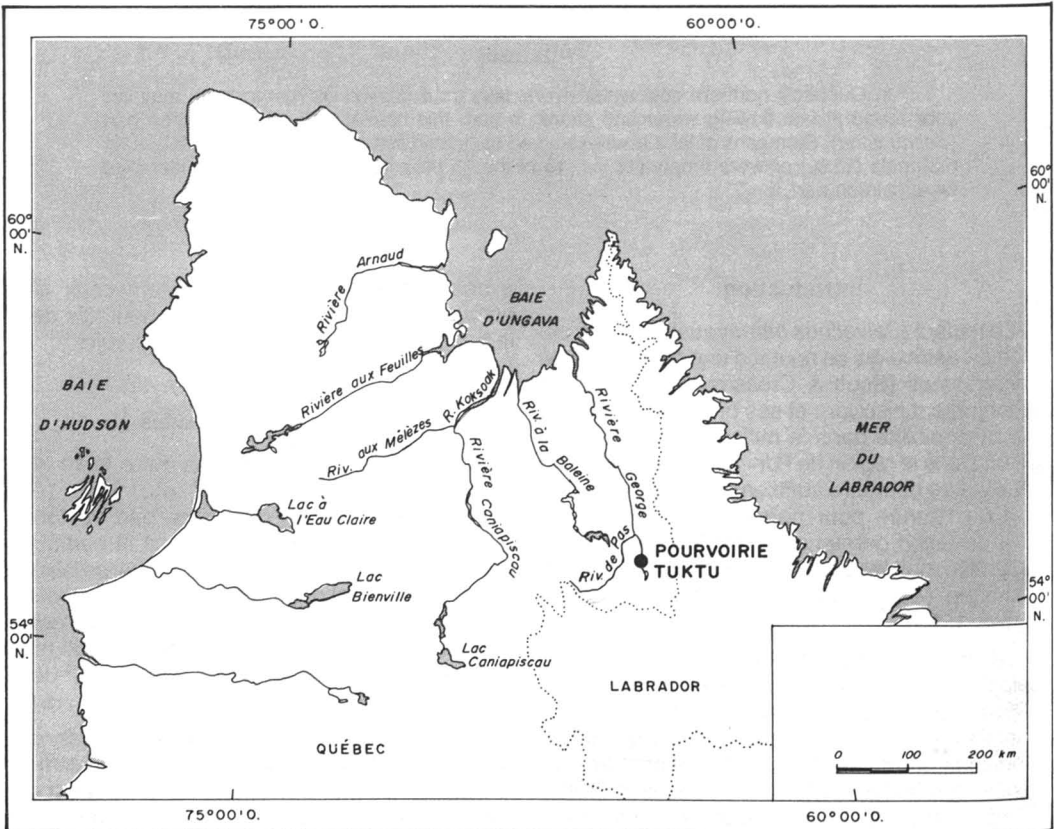 75°00'O.
60°00'O.
60°
00'
N.
60°
00'
N.
Rivière Arnaud
BAIE
D'UNGAVA
Rivière aux Feuilles
R. Koksoak
BAIE
D'HUDSON
Riv. aux Mélèzes
Riv. à la Baleine
Rivière George
MER
DU
LABRADOR
Rivière Caniapiscau
Lac à
l'Eau Claire
Riv. de Pas
POURVOIRIE
TUKTU
Lac
Bienville
54°
00'
N.
54°
00'
N.
Lac
Caniapiscau
LABRADOR
QUÉBEC
0 100 200 km
75°00'O.
60°00'O.